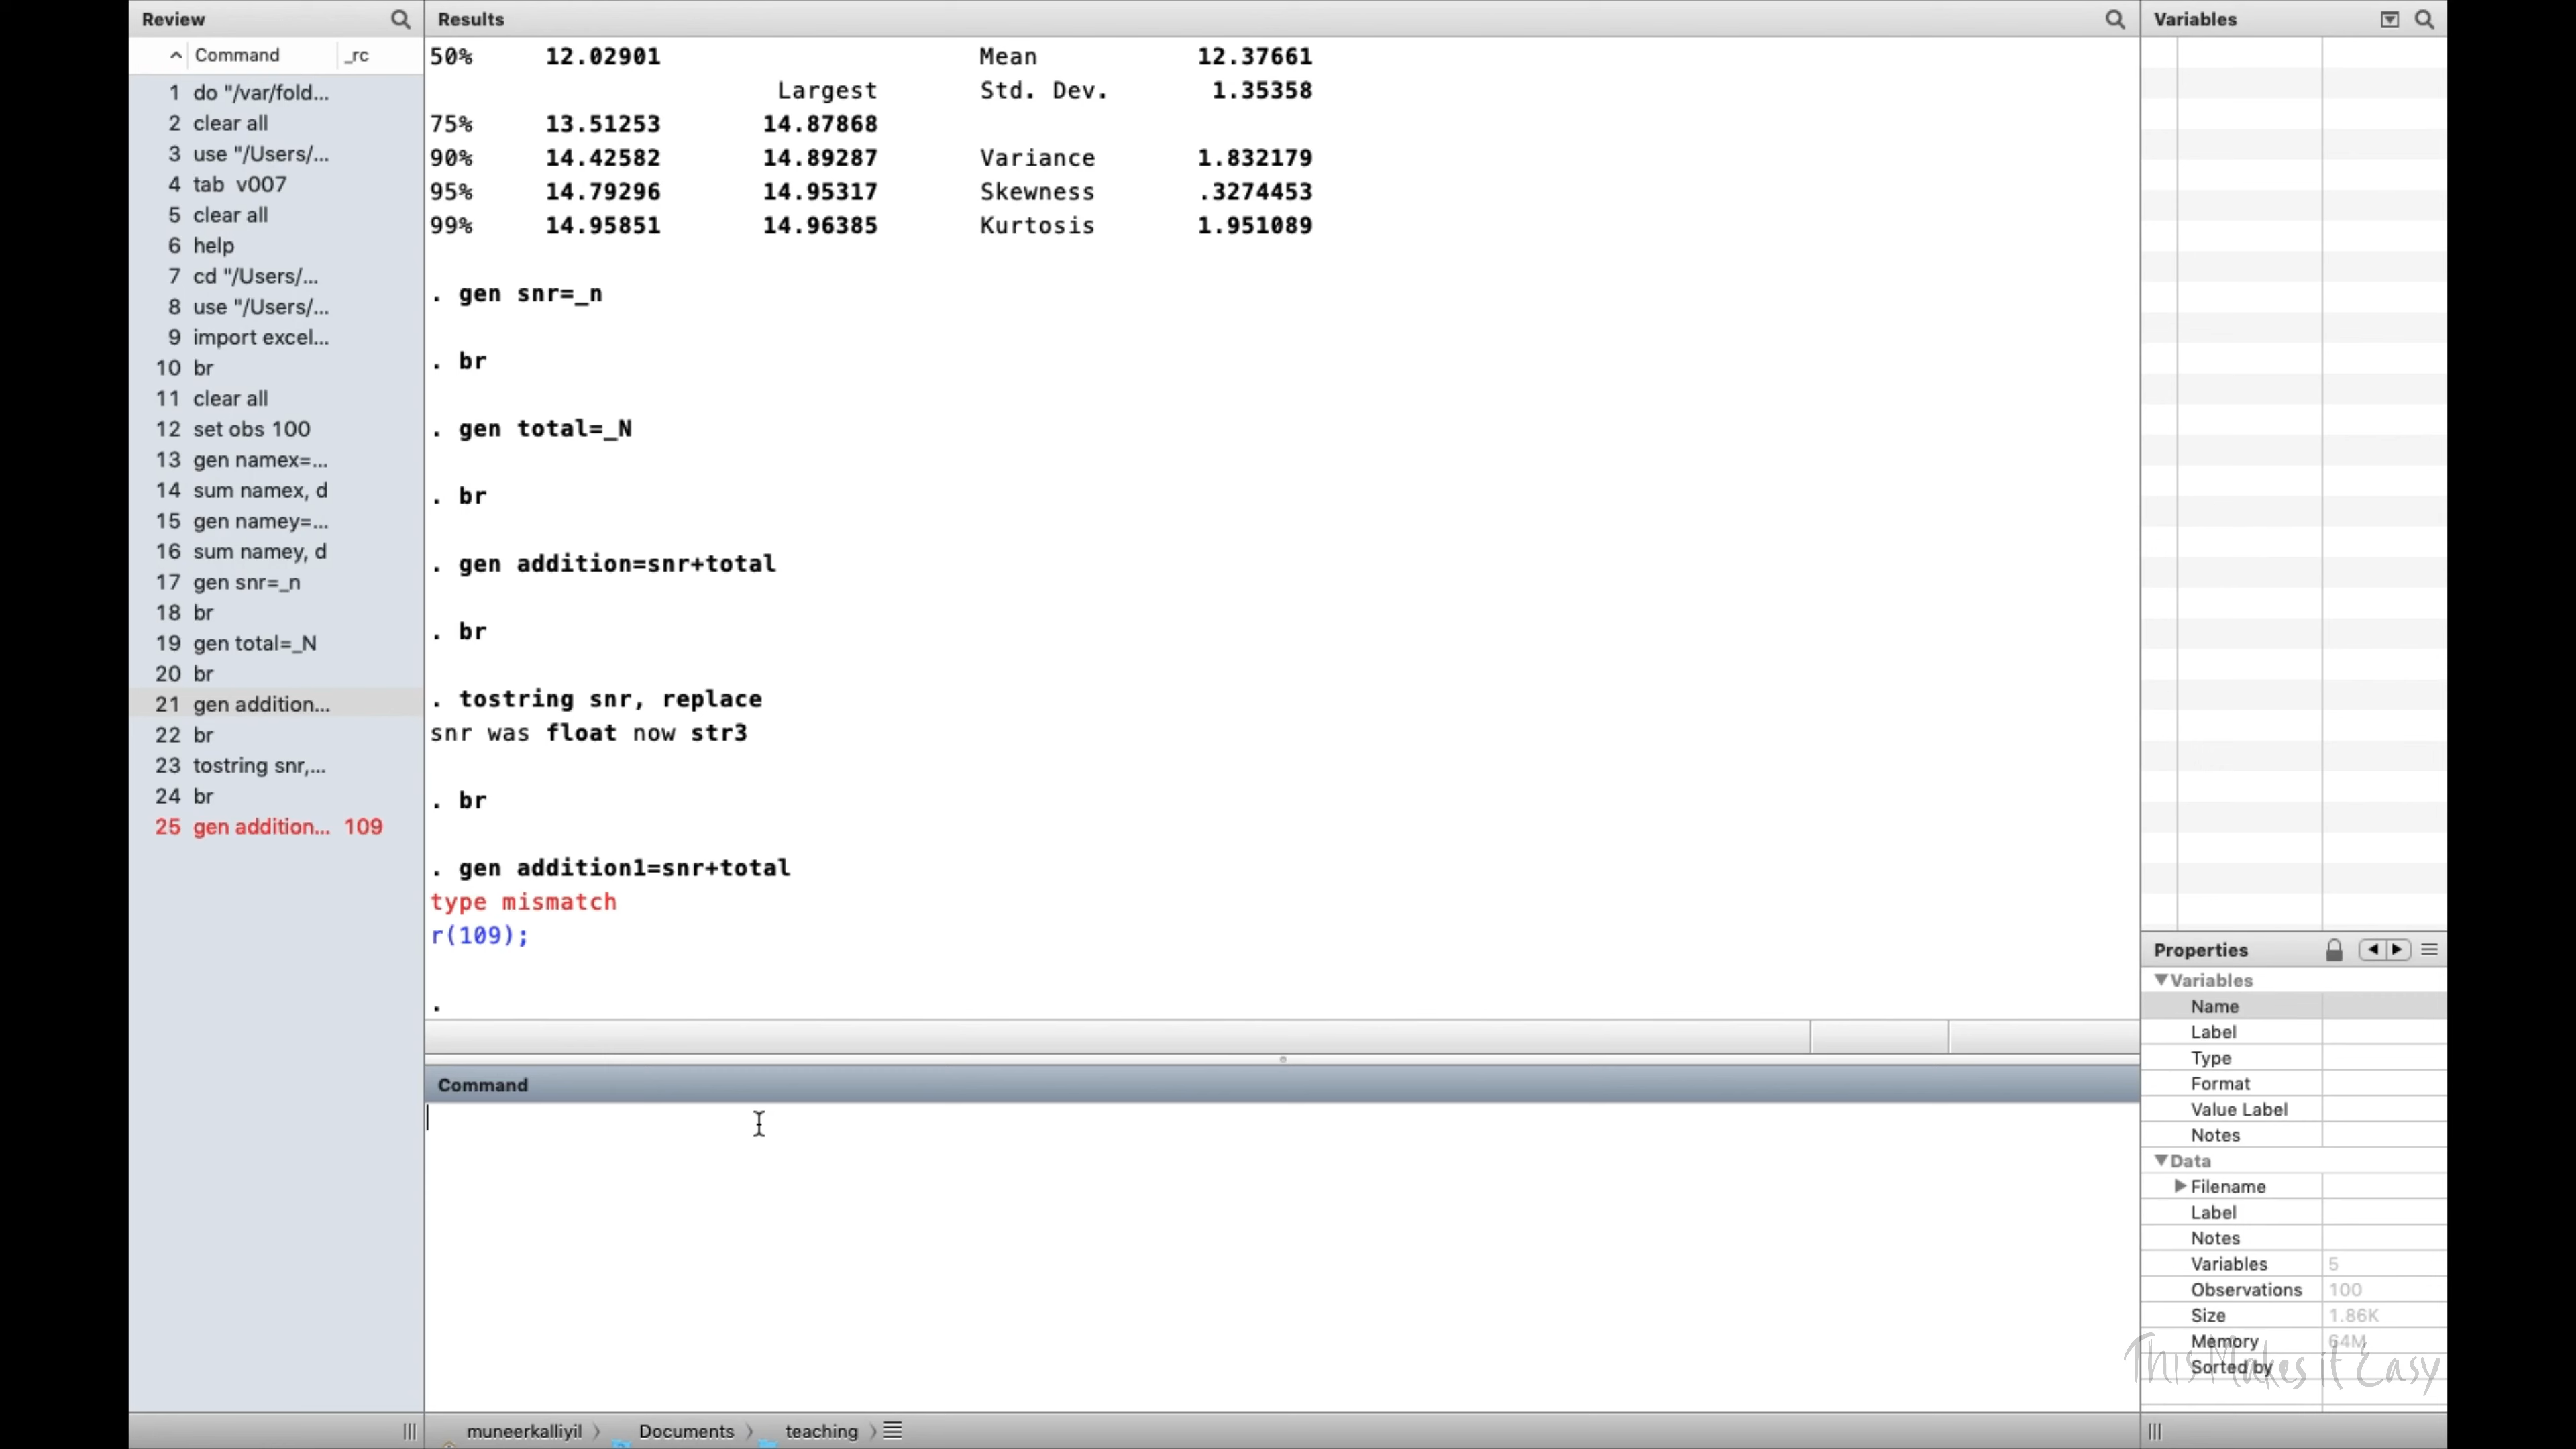 Review
Command _rc
1 do "/var/fold...
2 clear all
3 use "/Users/...
4 tab v007
5 clear all
6 help
7 cd "/Users/...
8 use "/Users/...
9 import excel...
10 br
11 clear all
12 set obs 100
13 gen namex=...
14 sum namex, d
15 gen namey=...
16 sum namey, d
17 gen snr=_n
18 br
19 gen total=_N
20 br
21 gen addition...
22 br
23 tostring snr,...
24 br
25 gen addition... 109
Results
50% 12.02901 Mean 12.37661
Largest Std. Dev. 1.35358
75% 13.51253 14.87868
90% 14.42582 14.89287 Variance 1.832179
95% 14.79296 14.95317 Skewness .3274453
99% 14.95851 14.96385 Kurtosis 1.951089
. gen snr=_n
. br
. gen total=_N
. br
. gen addition=snr+total
. br
. tostring snr, replace
snr was float now str3
. br
. gen addition1=snr+total
type mismatch
r(109);
.
Command
muneerkalliyil Documents teaching
Variables
Properties
Variables
Name
Label
Type
Format
Value Label
Notes
Data
Filename
Label
Notes
Variables 5
Observations 100
Size 1.86K
Memory 64M
Sorted by
This Makes it Easy